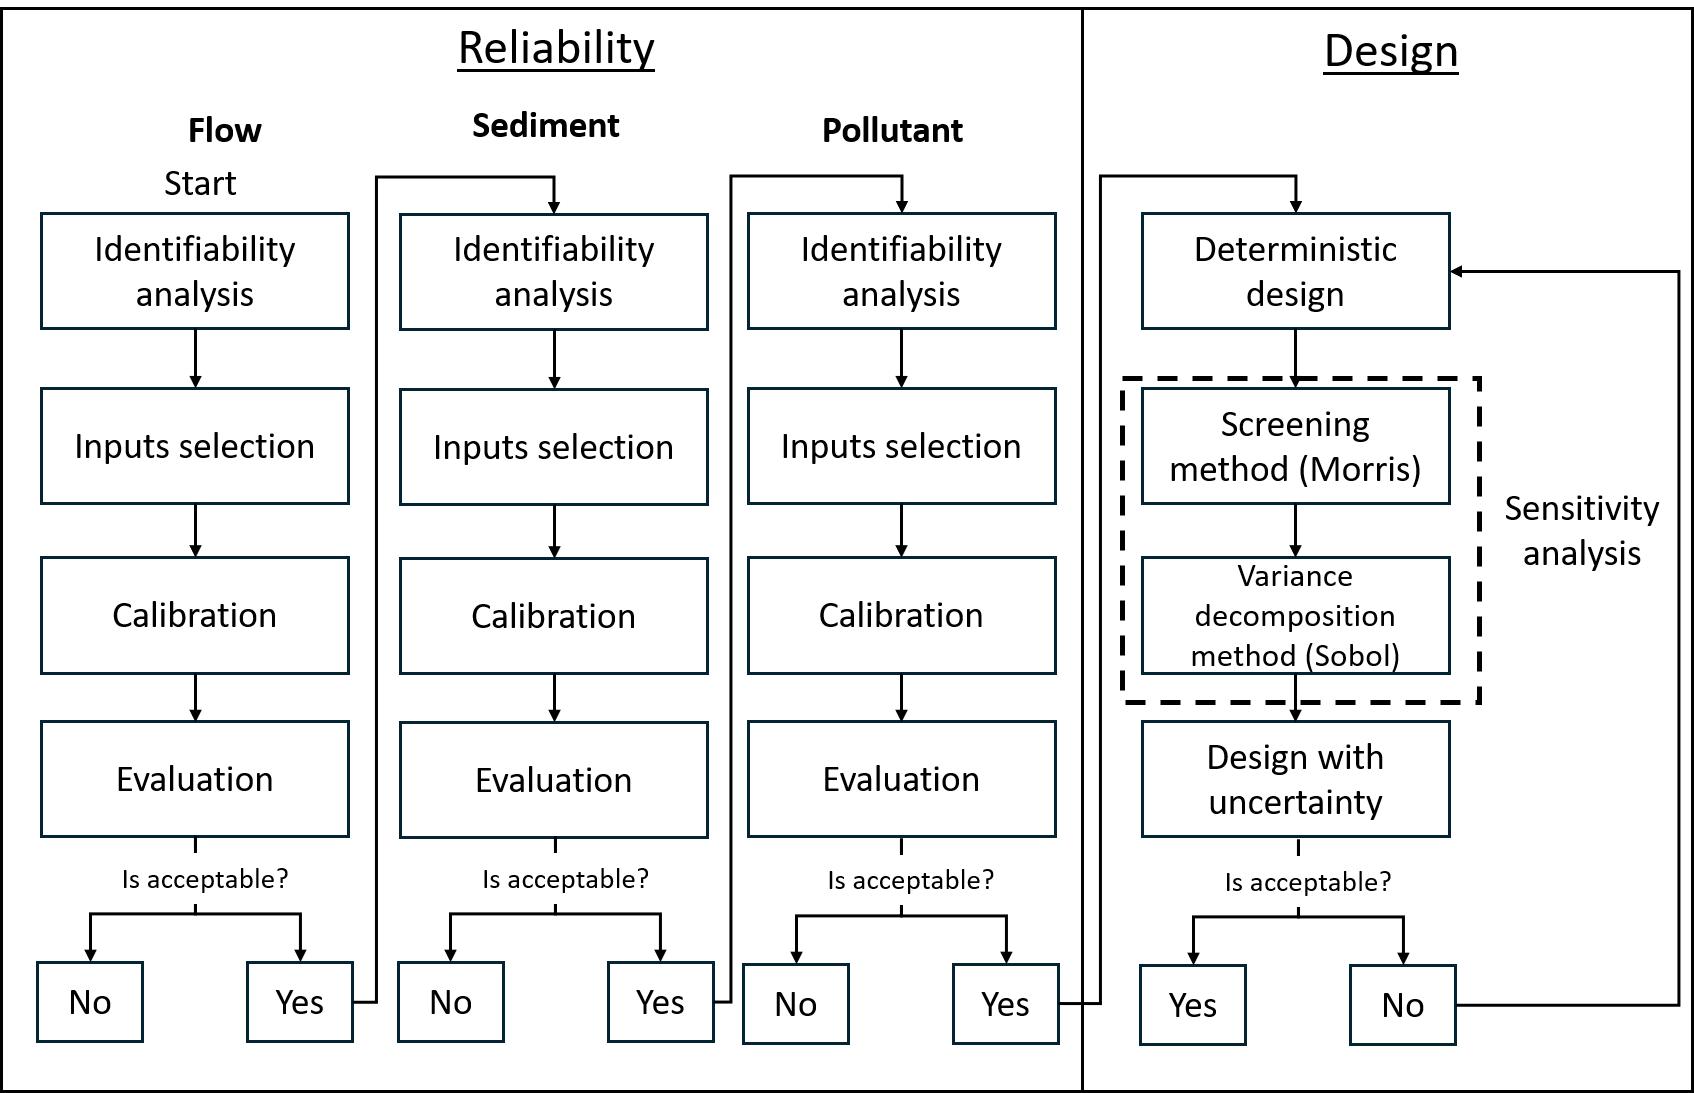 Reliability
Flow
Start
Identifiability
analysis
Inputs selection
Calibration
Evaluation
Is acceptable?
No
Yes
Sediment
Identifiability
analysis
Inputs selection
Calibration
Evaluation
Is acceptable?
No
Yes
Pollutant
Identifiability
analysis
Inputs selection
Calibration
Evaluation
Is acceptable?
No
Yes
Design
Deterministic
design
Screening
method (Morris)
Variance
decomposition
method (Sobol)
Sensitivity
analysis
Design with
uncertainty
Is acceptable?
Yes
No